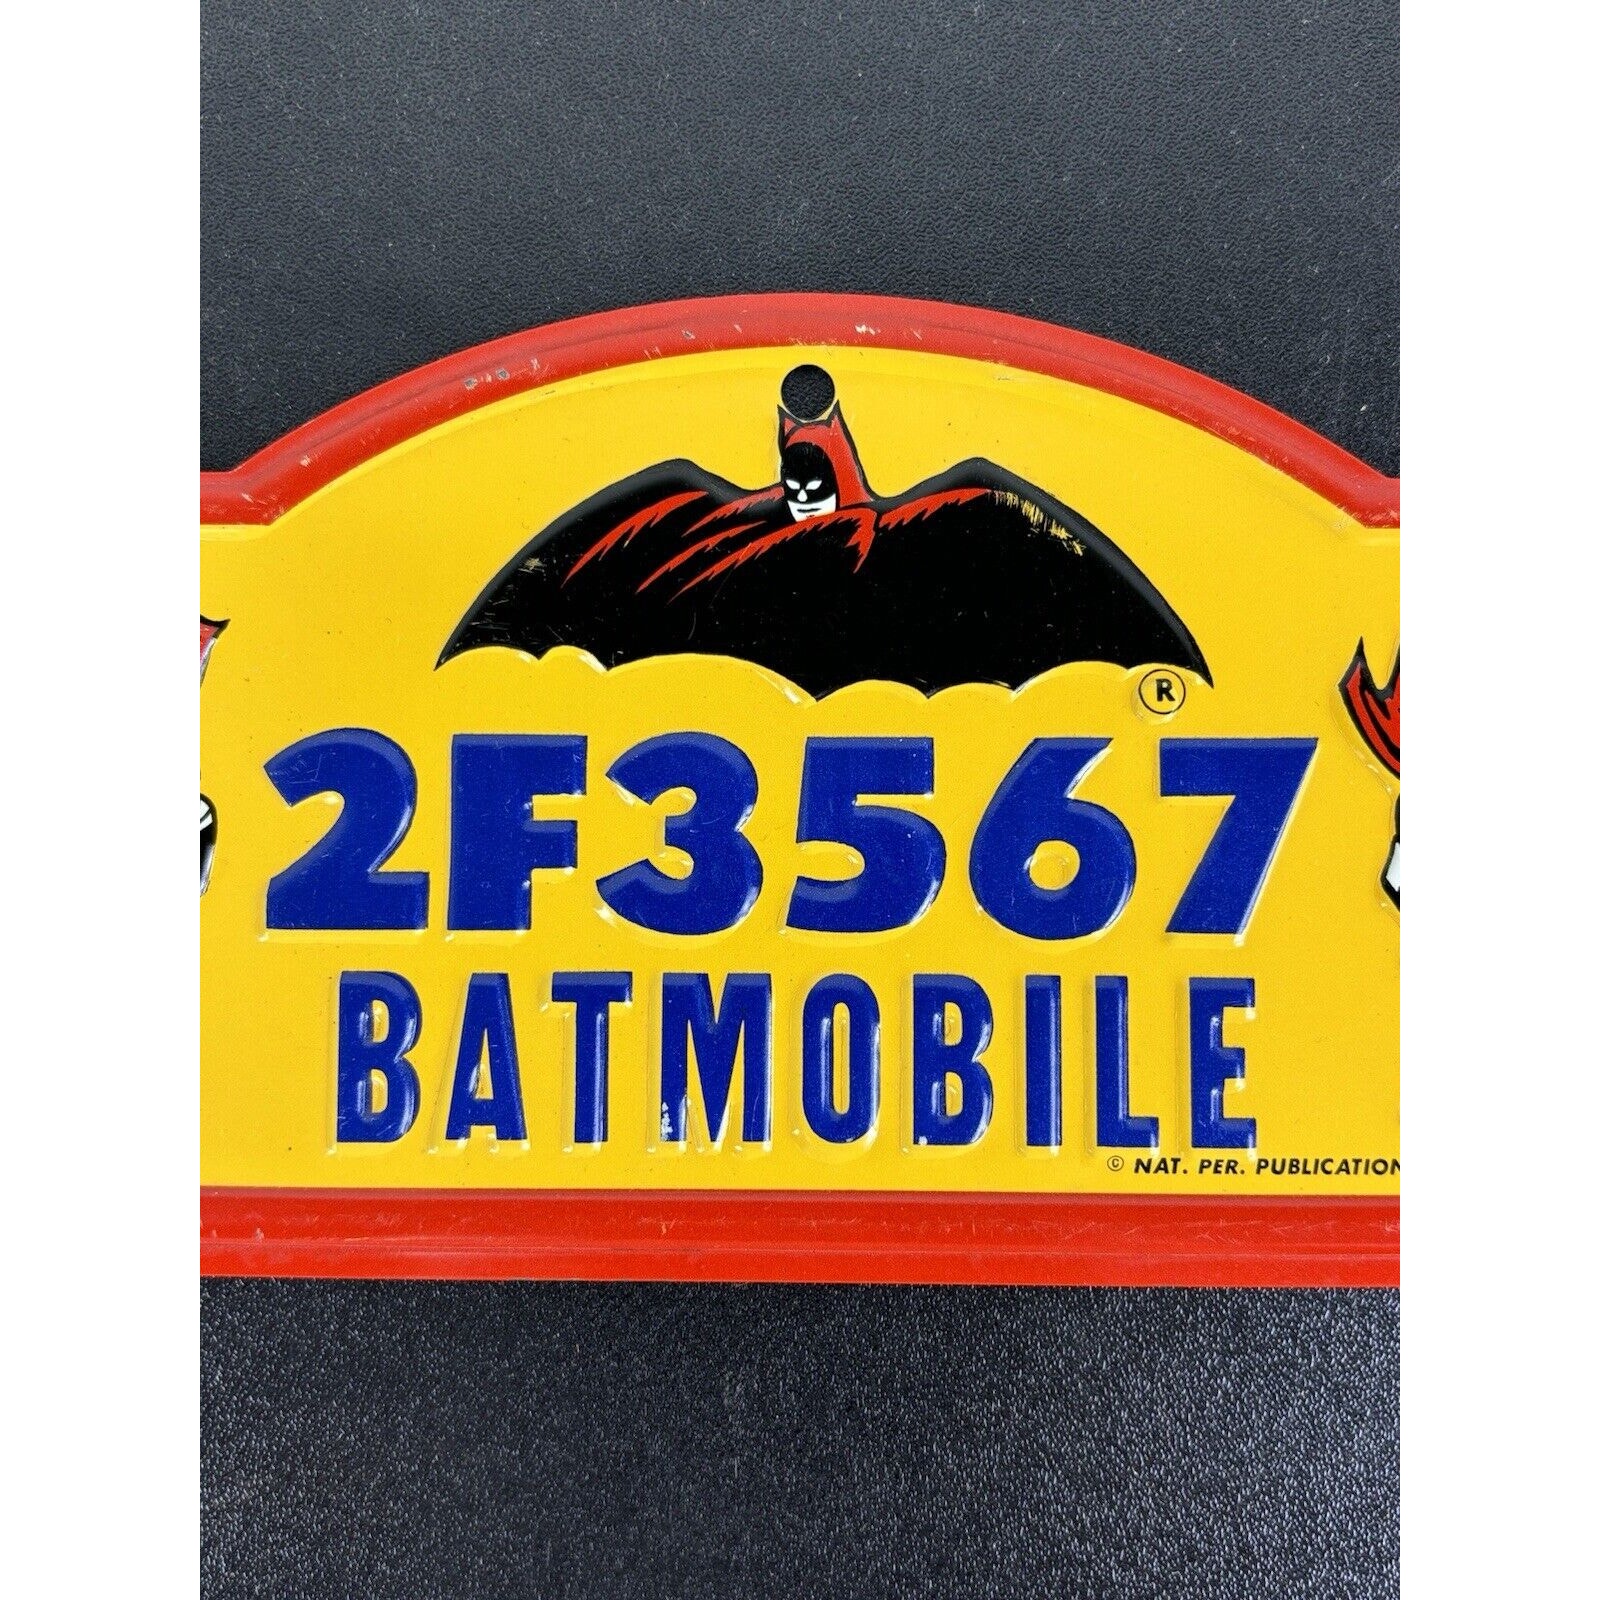 ®
2F3567
BATMOBILE
© NAT. PER. PUBLICATION